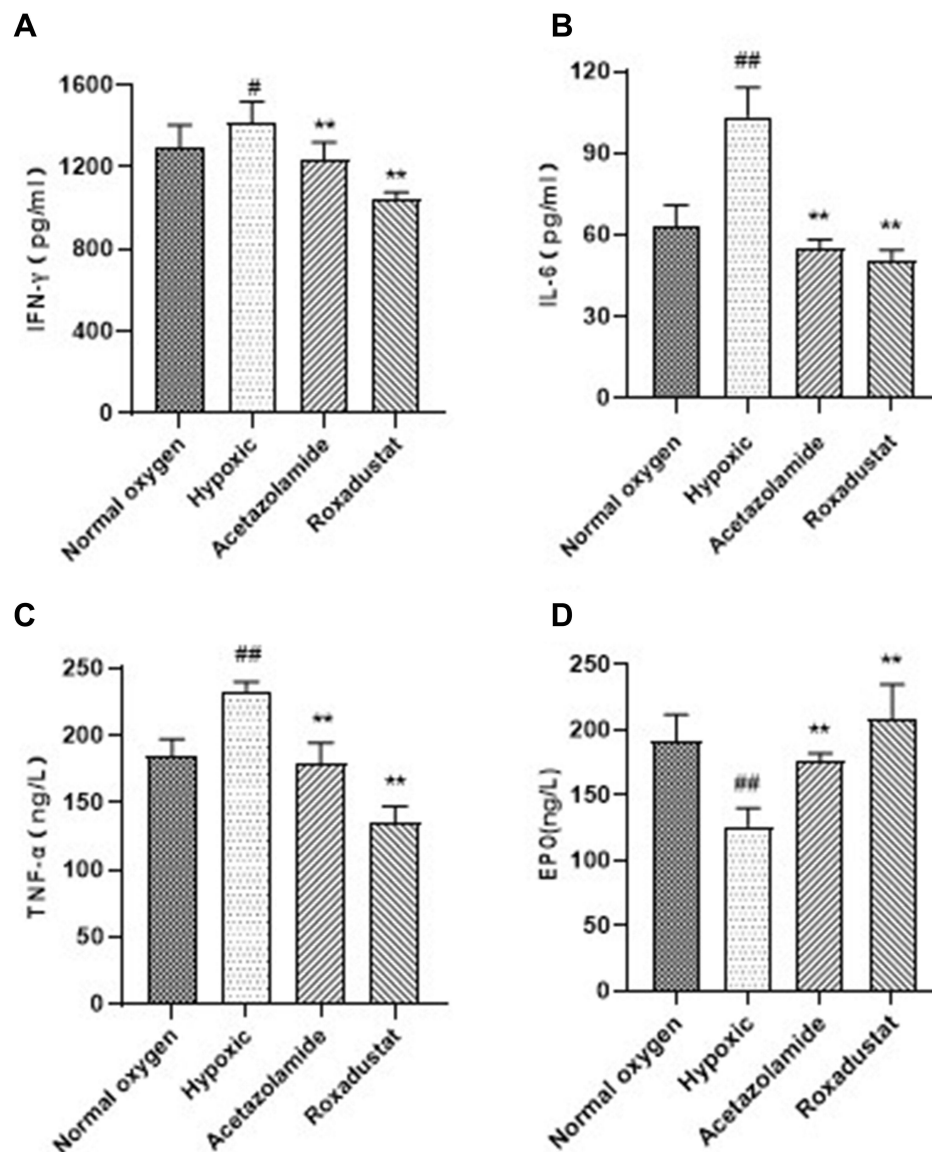 A
IFN-γ (pg/ml)
1600
1200
800
400
0
#
**
**
Normal oxygen
Hypoxic
Acetazolamide
Roxadustat
B
IL-6 (pg/ml)
120
90
60
30
0
##
**
**
Normal oxygen
Hypoxic
Acetazolamide
Roxadustat
C
TNF-α (ng/L)
250
200
150
100
50
0
##
**
**
Normal oxygen
Hypoxic
Acetazolamide
Roxadustat
D
EPO(ng/L)
250
200
150
100
50
0
##
**
**
Normal oxygen
Hypoxic
Acetazolamide
Roxadustat